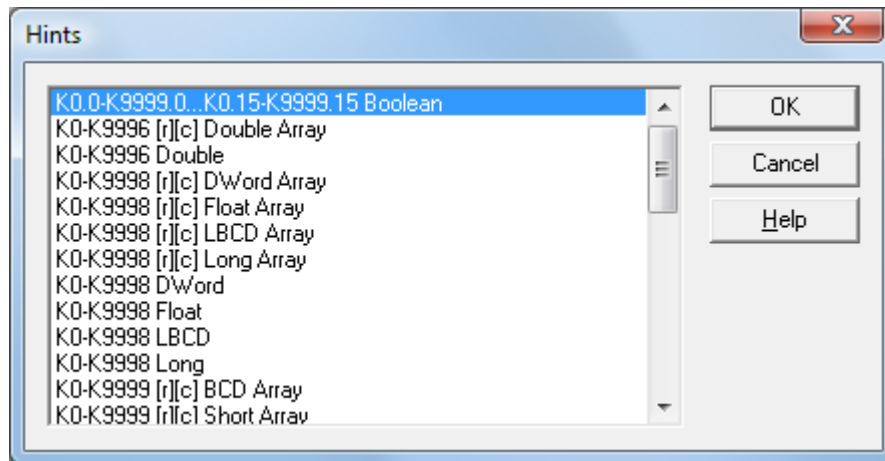 Hints
K0.0-K9999.0...K0.15-K9999.15 Boolean
K0-K9996 [r][c] Double Array
K0-K9996 Double
K0-K9998 [r][c] DWord Array
K0-K9998 [r][c] Float Array
K0-K9998 [r][c] LBCD Array
K0-K9998 [r][c] Long Array
K0-K9998 DWord
K0-K9998 Float
K0-K9998 LBCD
K0-K9998 Long
K0-K9999 [r][c] BCD Array
K0-K9999 [r][c] Short Array
OK
Cancel
Help